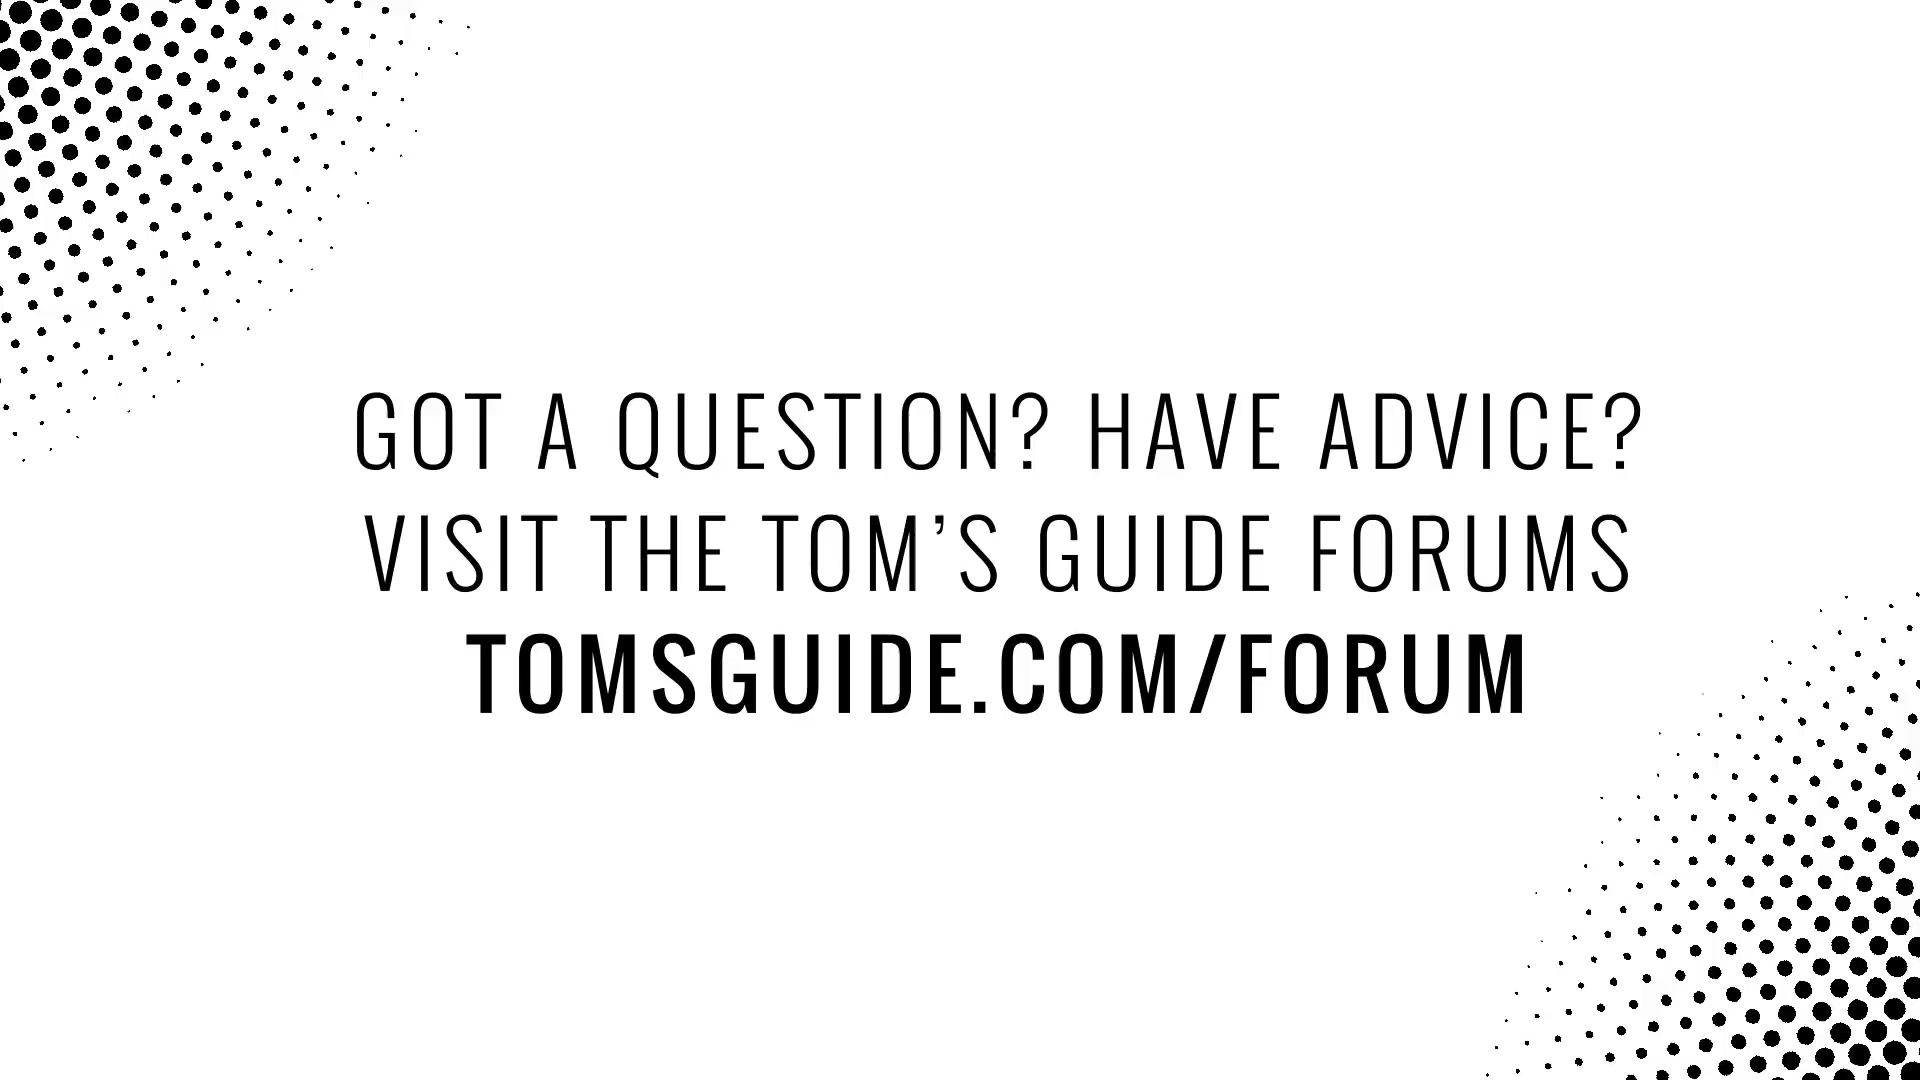 GOT A QUESTION? HAVE ADVICE?
VISIT THE TOM’S GUIDE FORUMS
TOMSGUIDE.COM/FORUM